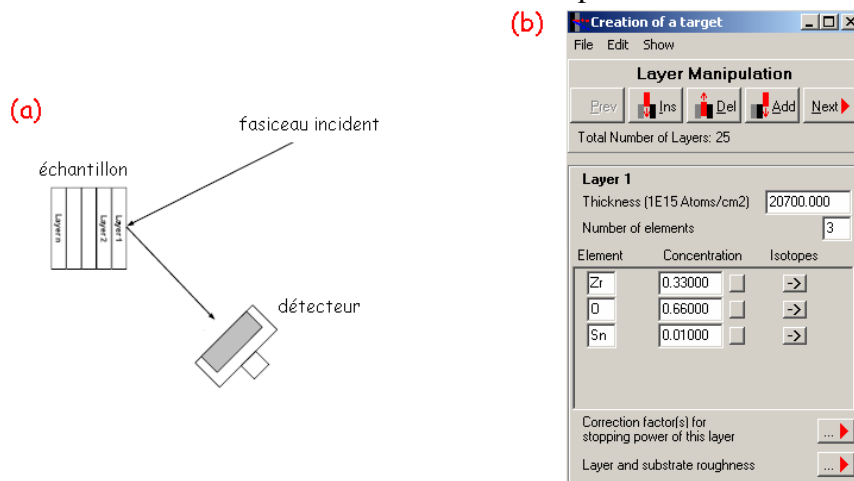 (a)
fasiceau incident
échantillon
Layer n
Layer 2
Layer 1
détecteur
(b)
Creation of a target
File Edit Show
Layer Manipulation
Prev Ins Del Add Next
Total Number of Layers: 25
Layer 1
Thickness (1E15 Atoms/cm2) 20700.000
Number of elements 3
Element Concentration Isotopes
Zr 0.33000 ->
O 0.66000 ->
Sn 0.01000 ->
Correction factor(s) for
stopping power of this layer ...
Layer and substrate roughness ...